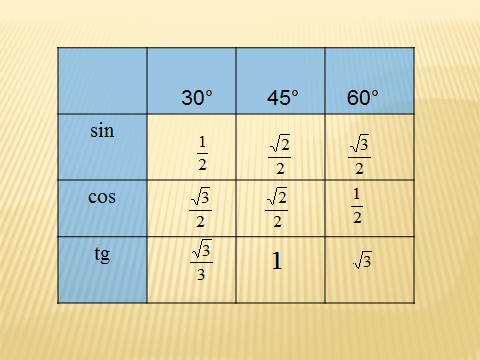 30° 45° 60°
sin 1/2 √2/2 √3/2
cos √3/2 √2/2 1/2
tg √3/3 1 √3